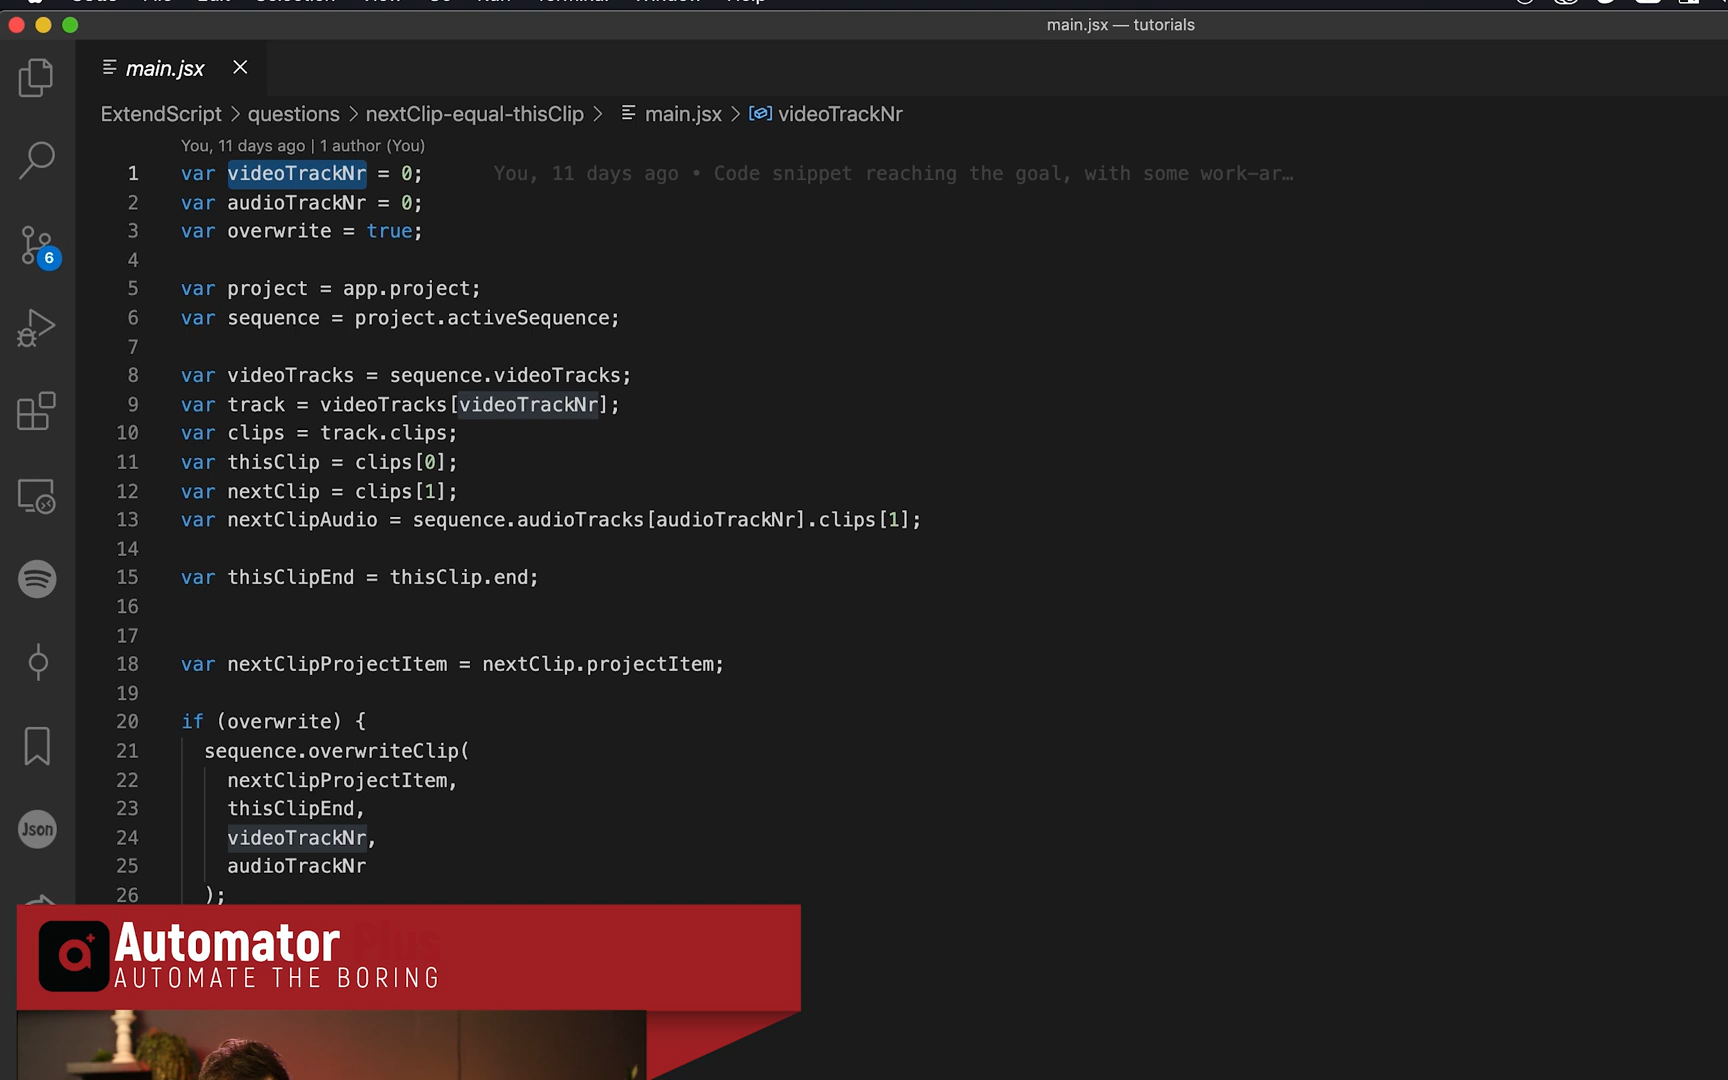 main.jsx — tutorials
main.jsx
ExtendScript > questions > nextClip-equal-thisClip > main.jsx > videoTrackNr
You, 11 days ago | 1 author (You)
1 var videoTrackNr = 0; You, 11 days ago • Code snippet reaching the goal, with some work-ar…
2 var audioTrackNr = 0;
3 var overwrite = true;
4
5 var project = app.project;
6 var sequence = project.activeSequence;
7
8 var videoTracks = sequence.videoTracks;
9 var track = videoTracks[videoTrackNr];
10 var clips = track.clips;
11 var thisClip = clips[0];
12 var nextClip = clips[1];
13 var nextClipAudio = sequence.audioTracks[audioTrackNr].clips[1];
14
15 var thisClipEnd = thisClip.end;
16
17
18 var nextClipProjectItem = nextClip.projectItem;
19
20 if (overwrite) {
21 sequence.overwriteClip(
22 nextClipProjectItem,
23 thisClipEnd,
24 videoTrackNr,
25 audioTrackNr
26 );
6
Json
Automator Plus
AUTOMATE THE BORING